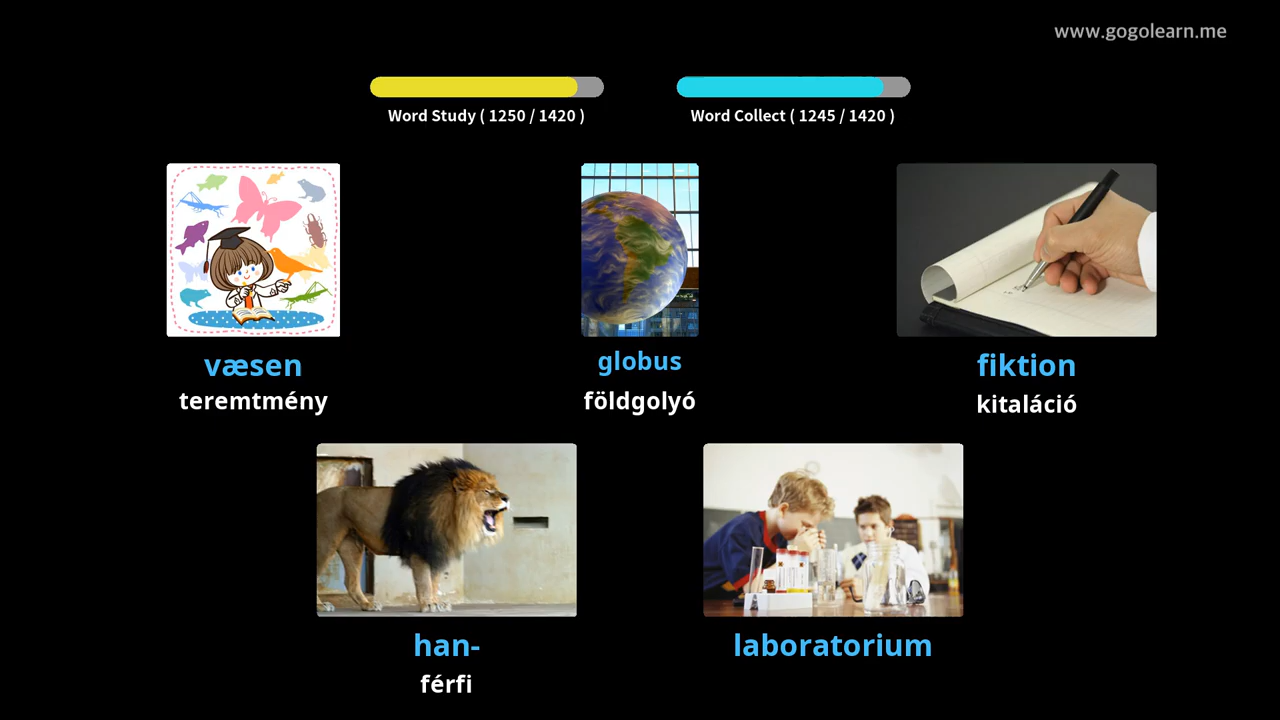 www.gogolearn.me
Word Study ( 1250 / 1420 )
Word Collect ( 1245 / 1420 )
væsen
teremtmény
globus
földgolyó
fiktion
kitaláció
han-
férfi
laboratorium